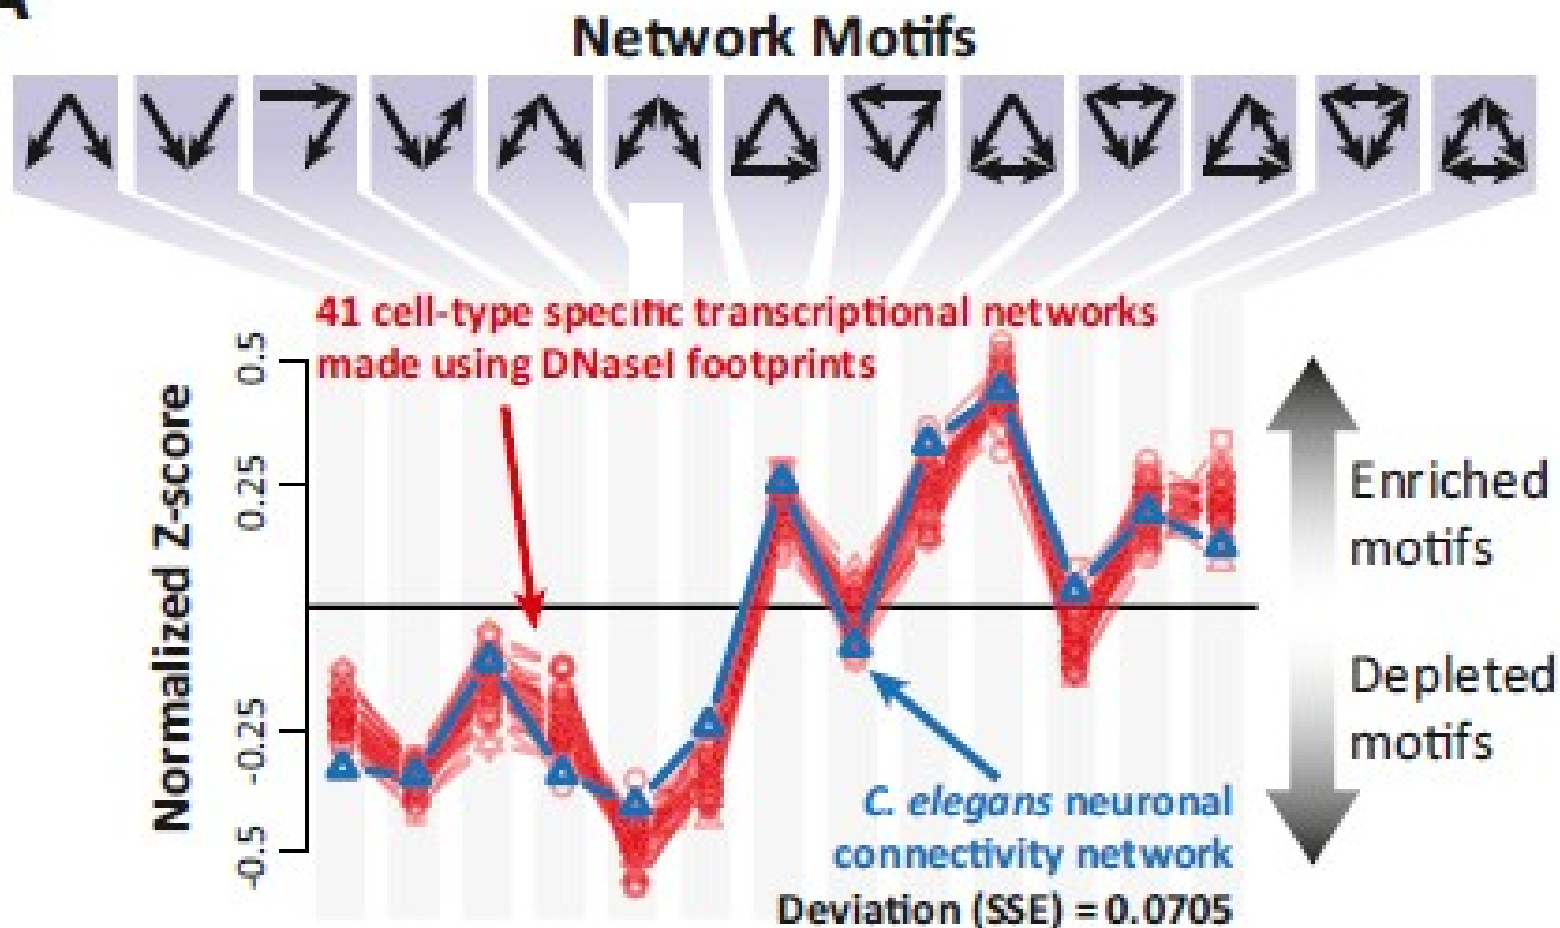 A
Network Motifs
41 cell-type specific transcriptional networks
made using DNaseI footprints
Normalized Z-score
0.5
0.25
-0.25
-0.5
Enriched
motifs
Depleted
motifs
C. elegans neuronal
connectivity network
Deviation (SSE) = 0.0705